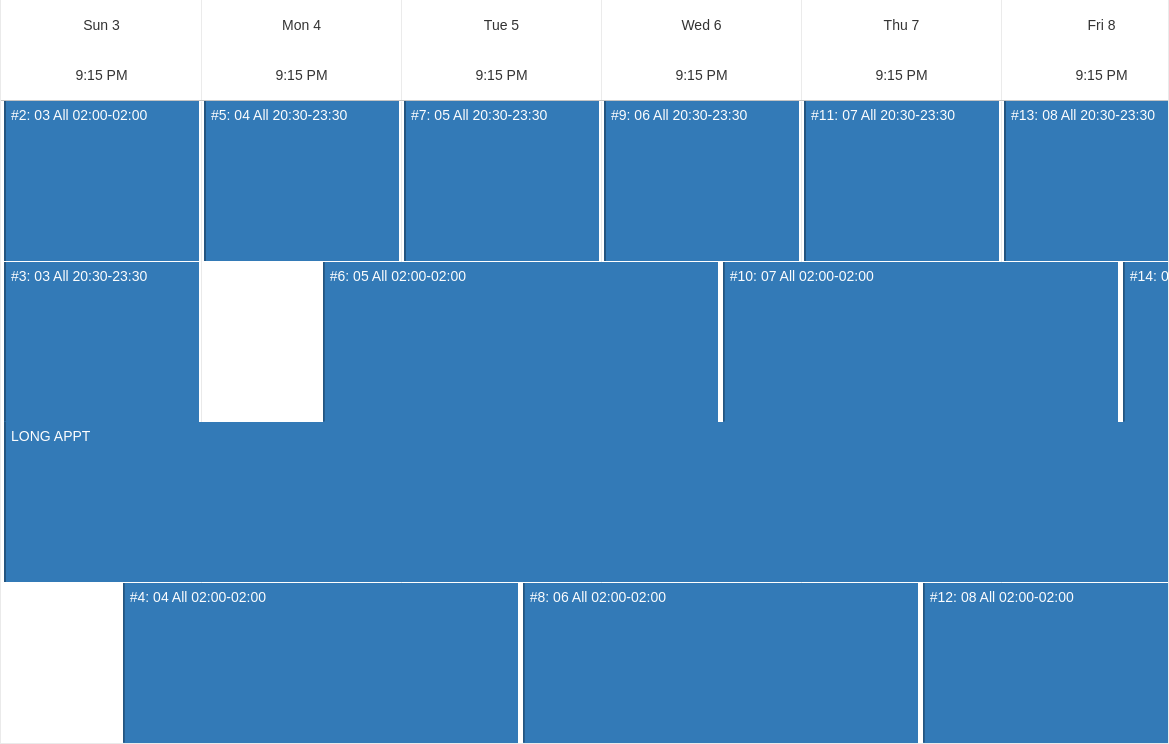 Sun 3 Mon 4 Tue 5 Wed 6 Thu 7 Fri 8
9:15 PM 9:15 PM 9:15 PM 9:15 PM 9:15 PM 9:15 PM
#2: 03 All 02:00-02:00 #5: 04 All 20:30-23:30 #7: 05 All 20:30-23:30 #9: 06 All 20:30-23:30 #11: 07 All 20:30-23:30 #13: 08 All 20:30-23:30
#3: 03 All 20:30-23:30 #6: 05 All 02:00-02:00 #10: 07 All 02:00-02:00 #14: 0
LONG APPT
#4: 04 All 02:00-02:00 #8: 06 All 02:00-02:00 #12: 08 All 02:00-02:00